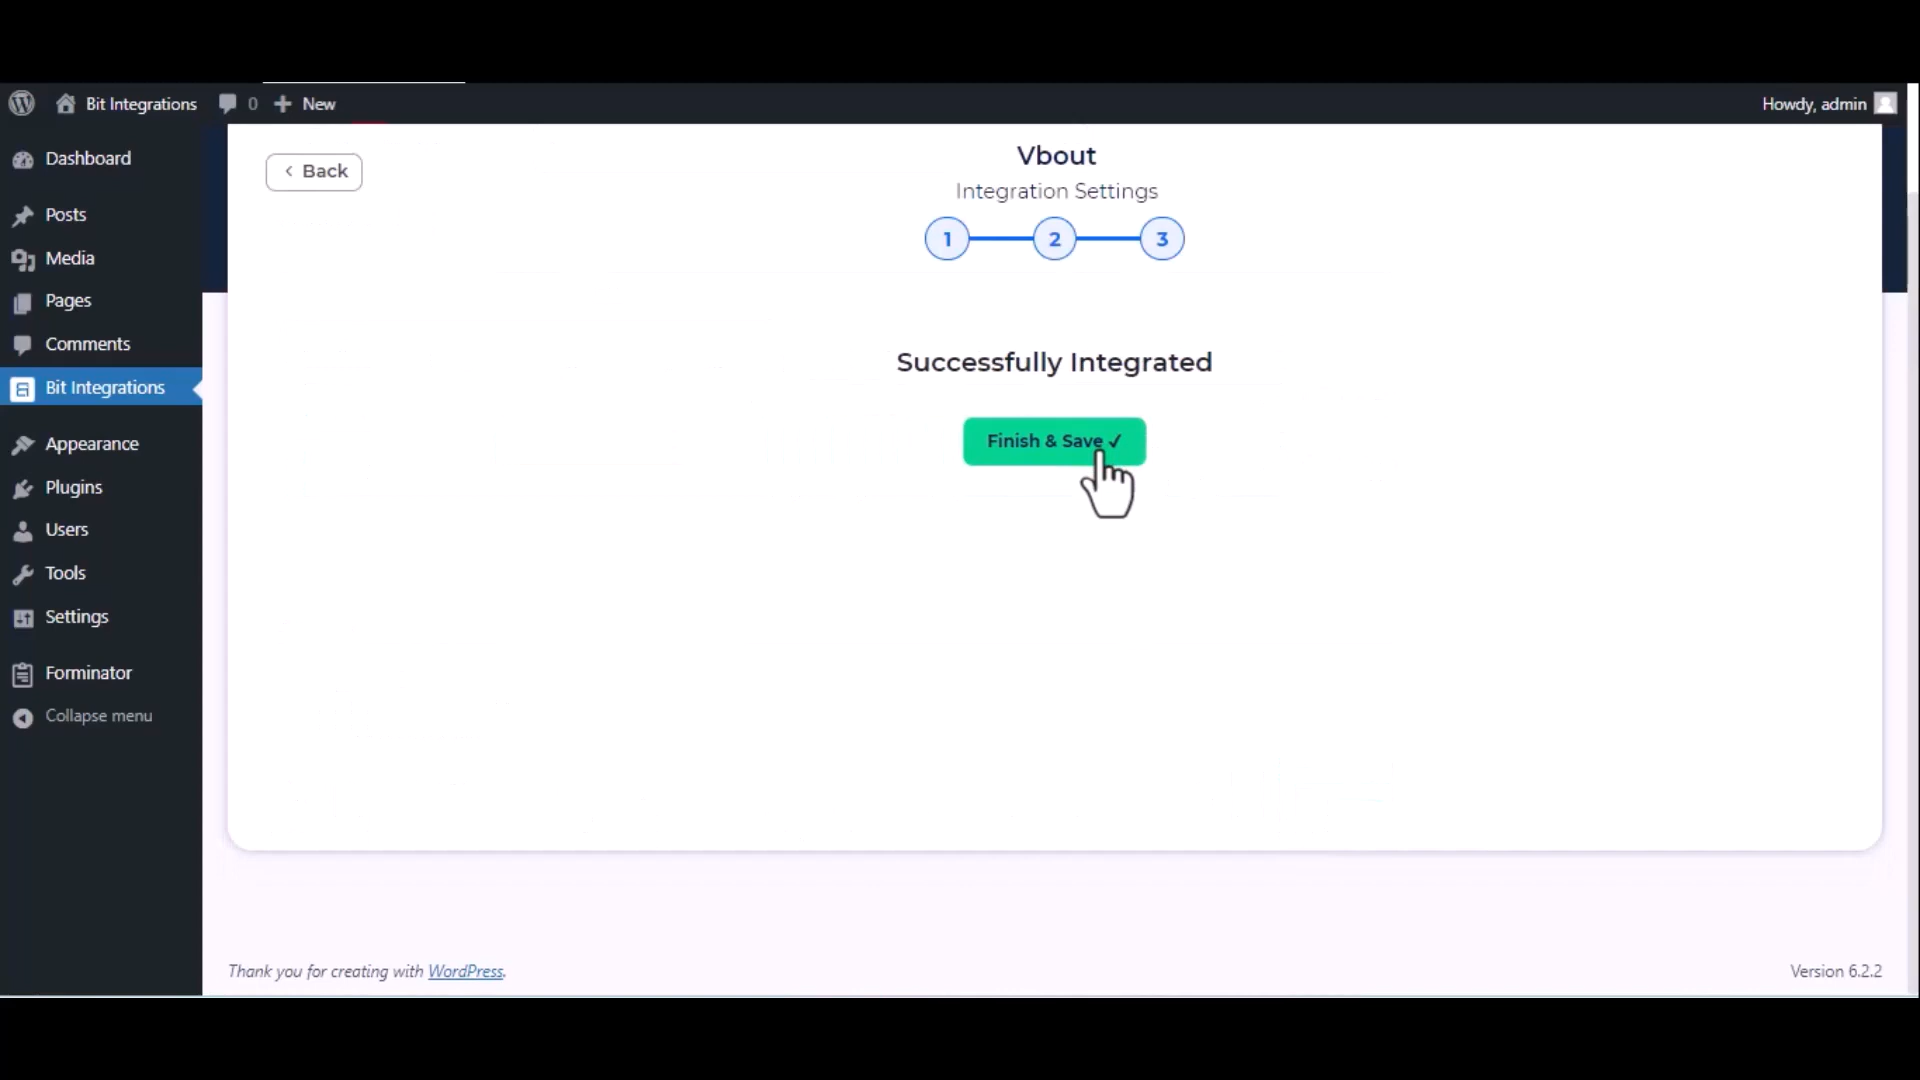 Bit Integrations 0 New Howdy, admin
Dashboard
Posts
Media
Pages
Comments
Bit Integrations
Appearance
Plugins
Users
Tools
Settings
Forminator
Collapse menu
Back
Vbout
Integration Settings
1 2 3
Successfully Integrated
Finish & Save ✓
Thank you for creating with WordPress.
Version 6.2.2